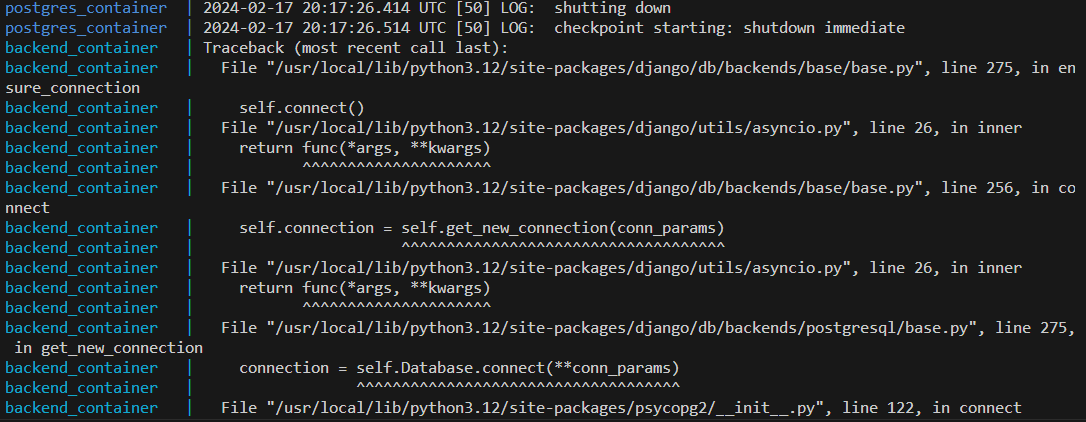 postgres_container  | 2024-02-17 20:17:26.414 UTC [50] LOG:  shutting down
postgres_container  | 2024-02-17 20:17:26.514 UTC [50] LOG:  checkpoint starting: shutdown immediate
backend_container   | Traceback (most recent call last):
backend_container   |   File "/usr/local/lib/python3.12/site-packages/django/db/backends/base/base.py", line 275, in en
sure_connection
backend_container   |     self.connect()
backend_container   |   File "/usr/local/lib/python3.12/site-packages/django/utils/asyncio.py", line 26, in inner
backend_container   |     return func(*args, **kwargs)
backend_container   |            ^^^^^^^^^^^^^^^^^^^^^
backend_container   |   File "/usr/local/lib/python3.12/site-packages/django/db/backends/base/base.py", line 256, in co
nnect
backend_container   |     self.connection = self.get_new_connection(conn_params)
backend_container   |                       ^^^^^^^^^^^^^^^^^^^^^^^^^^^^^^^^^^^^
backend_container   |   File "/usr/local/lib/python3.12/site-packages/django/utils/asyncio.py", line 26, in inner
backend_container   |     return func(*args, **kwargs)
backend_container   |            ^^^^^^^^^^^^^^^^^^^^^
backend_container   |   File "/usr/local/lib/python3.12/site-packages/django/db/backends/postgresql/base.py", line 275,
 in get_new_connection
backend_container   |     connection = self.Database.connect(**conn_params)
backend_container   |                  ^^^^^^^^^^^^^^^^^^^^^^^^^^^^^^^^^^^^
backend_container   |   File "/usr/local/lib/python3.12/site-packages/psycopg2/__init__.py", line 122, in connect